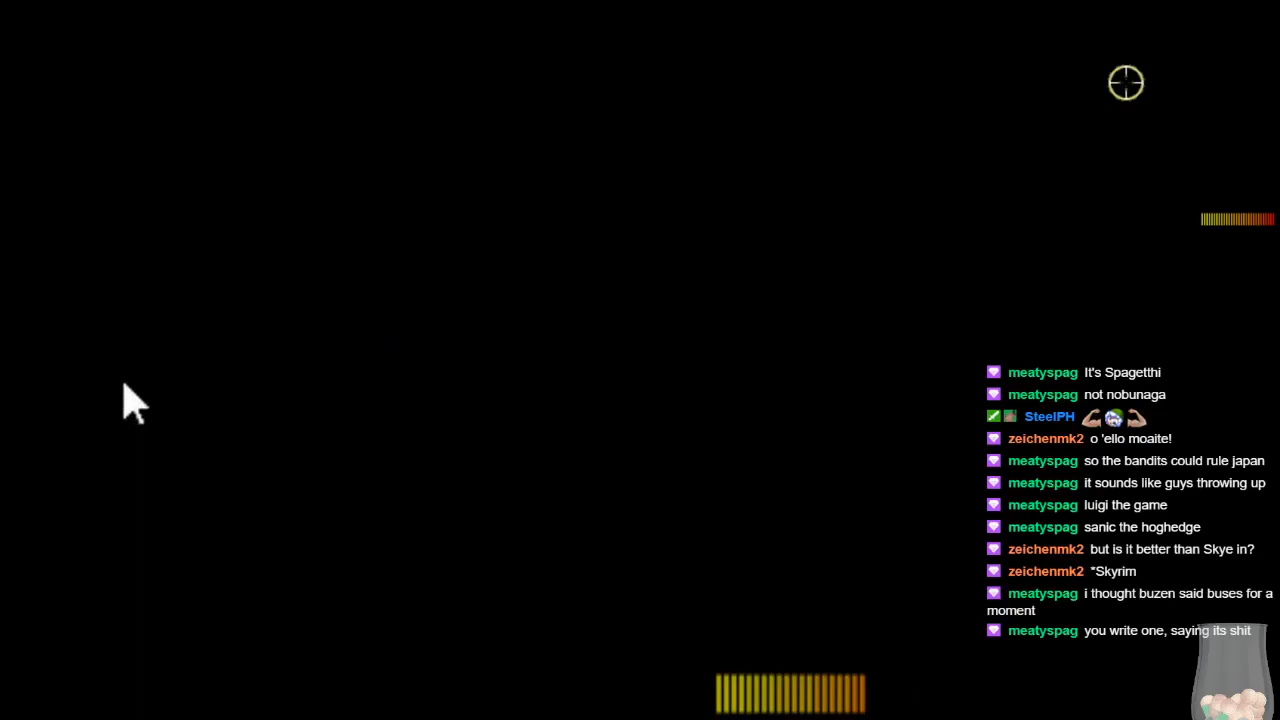 meatyspag It's Spagetthi
meatyspag not nobunaga
SteelPH
zeichenmk2 o 'ello moaite!
meatyspag so the bandits could rule japan
meatyspag it sounds like guys throwing up
meatyspag luigi the game
meatyspag sanic the hoghedge
zeichenmk2 but is it better than Skye in?
zeichenmk2 *Skyrim
meatyspag i thought buzen said buses for a
moment
meatyspag you write one, saying its shit